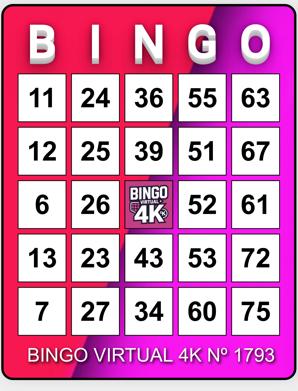 B I N G O
11 24 36 55 63
12 25 39 51 67
6 26 BINGO VIRTUAL 4K 52 61
13 23 43 53 72
7 27 34 60 75
BINGO VIRTUAL 4K Nº 1793